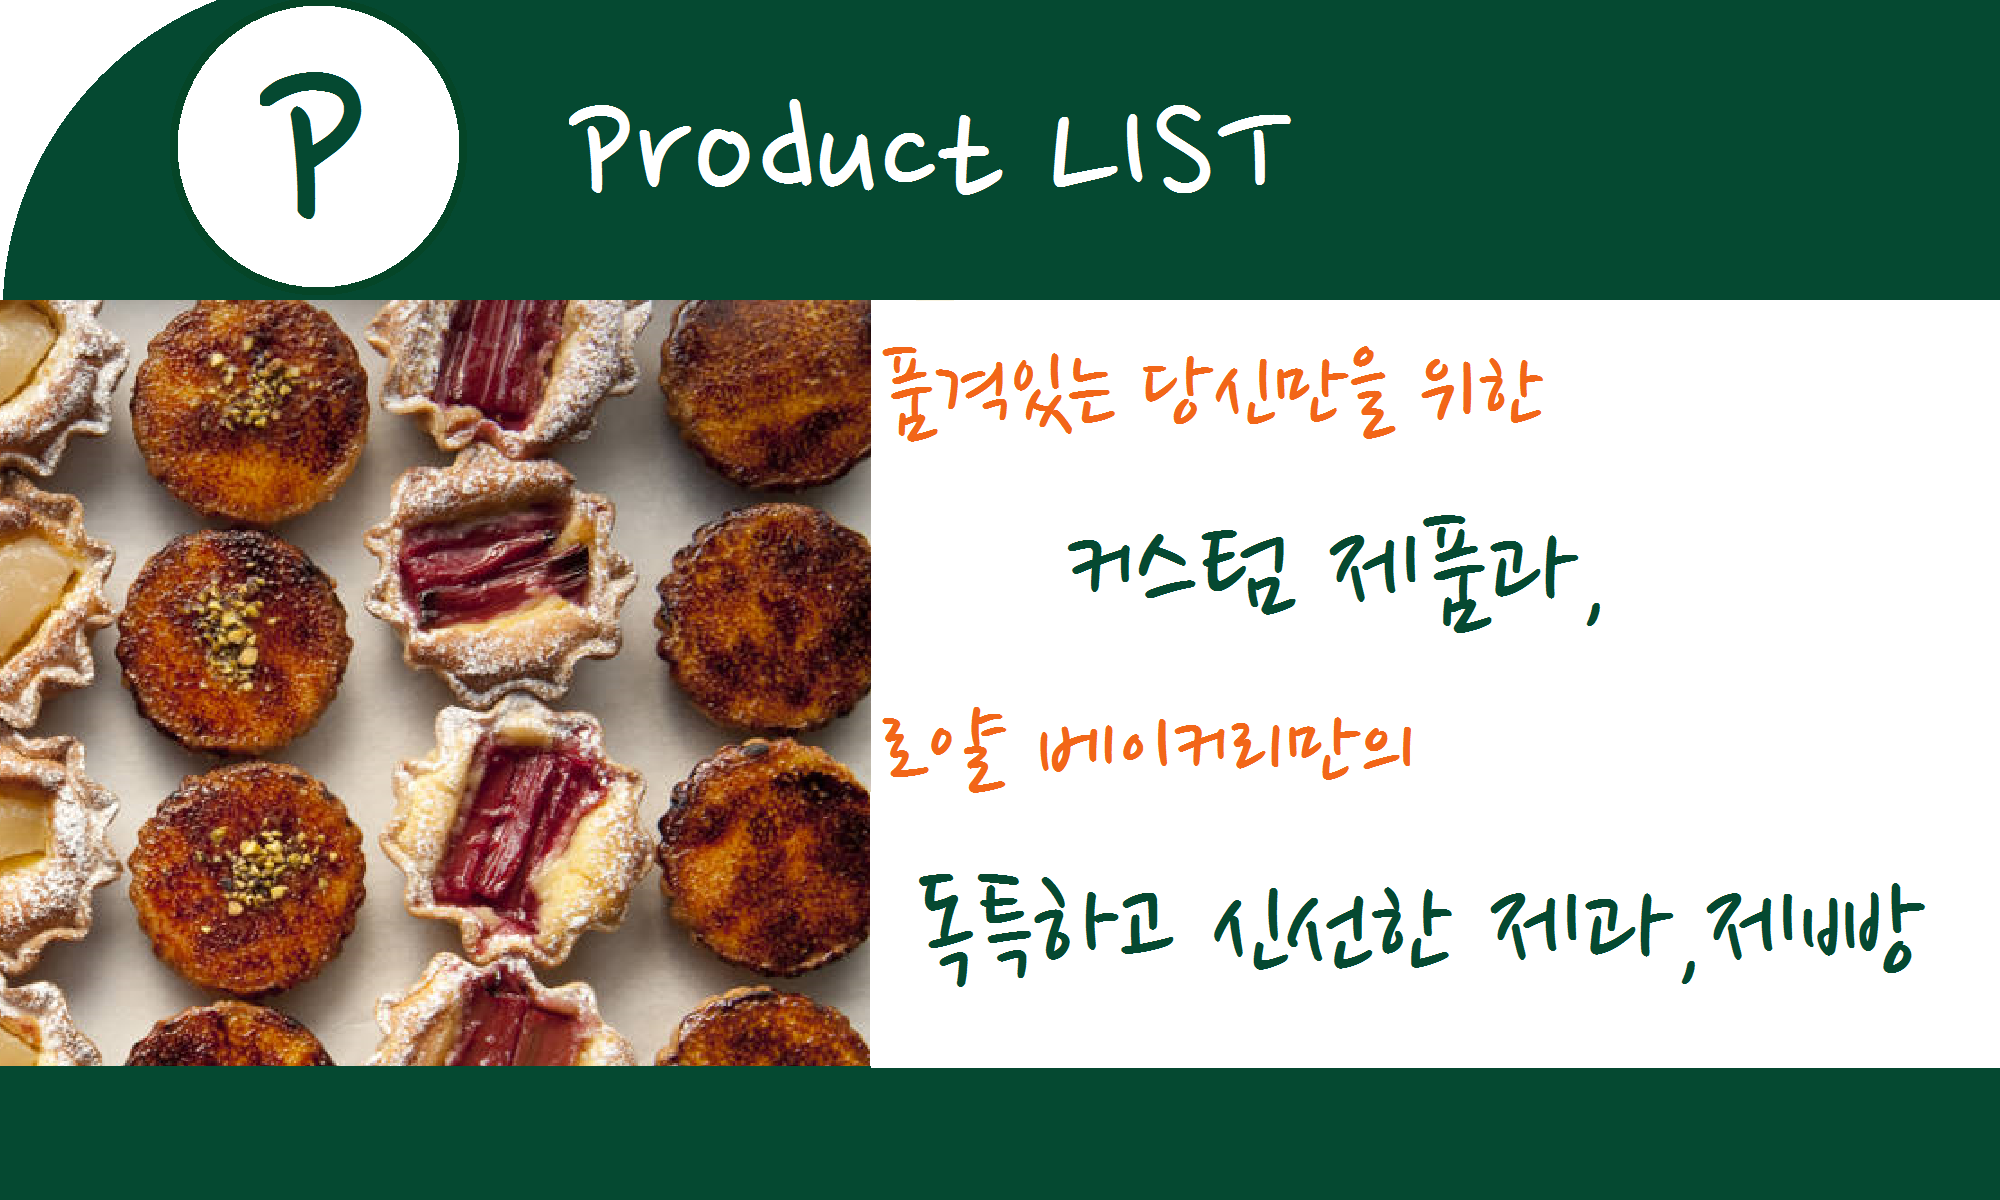 P
Product LIST
품격있는 당신만을 위한
커스텀 제품과,
로얄 베이커리만의
독특하고 신선한 제과,제빵